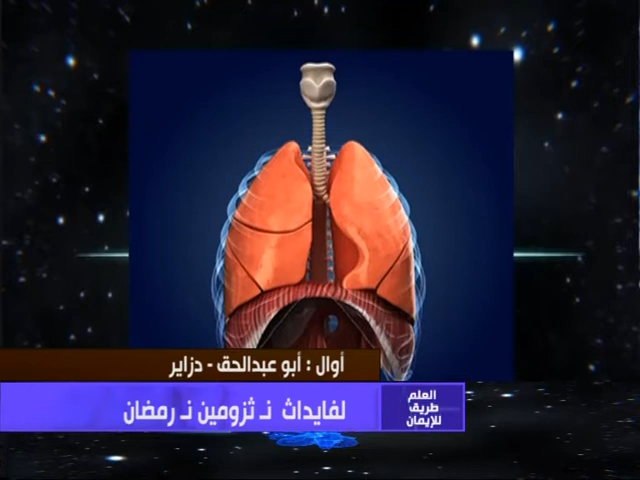 أوال : أبو عبدالحق - دزاير
العلم
طريق
للإيمان
لفايداث نـ ثزومين نـ رمضان